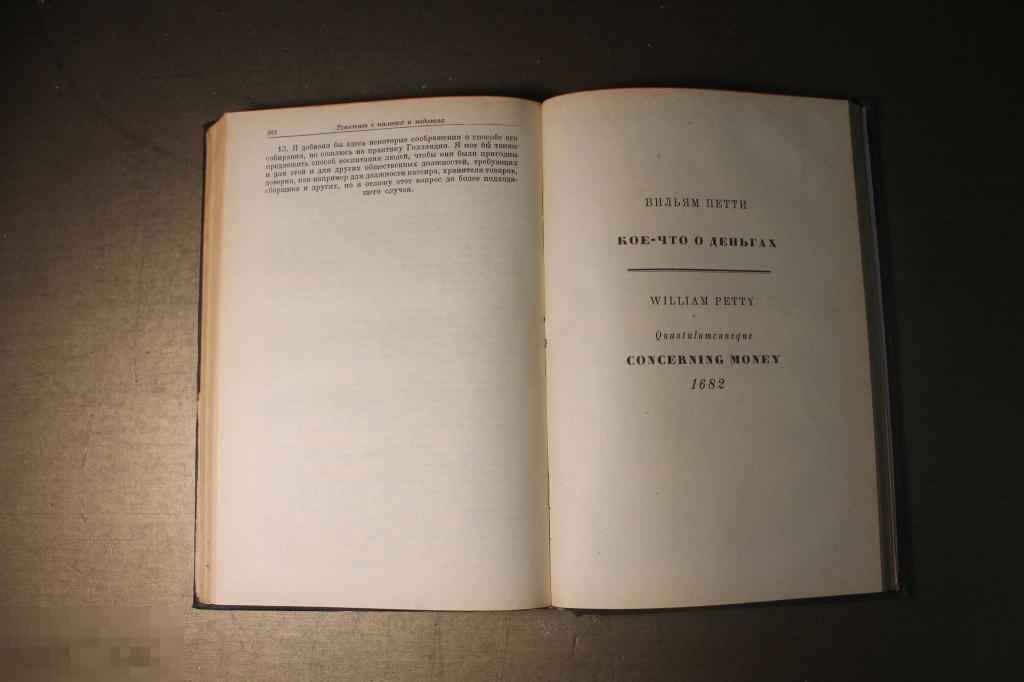 362
Трактат о налогах и податях
13. Я добавил бы здесь некоторые соображения о способе его
собирания, но сошлюсь на практику Голландии. Я мог бы также
предложить способ воспитания людей, чтобы они были пригодны
и для этой и для других общественных должностей, требующих
доверия, как например для должности кассира, хранителя товаров,
сборщика и других, но я отложу этот вопрос до более подходя-
щего случая.
ВИЛЬЯМ ПЕТТИ
КОЕ-ЧТО О ДЕНЬГАХ
WILLIAM PETTY
Quantulumcuncque
CONCERNING MONEY
1682